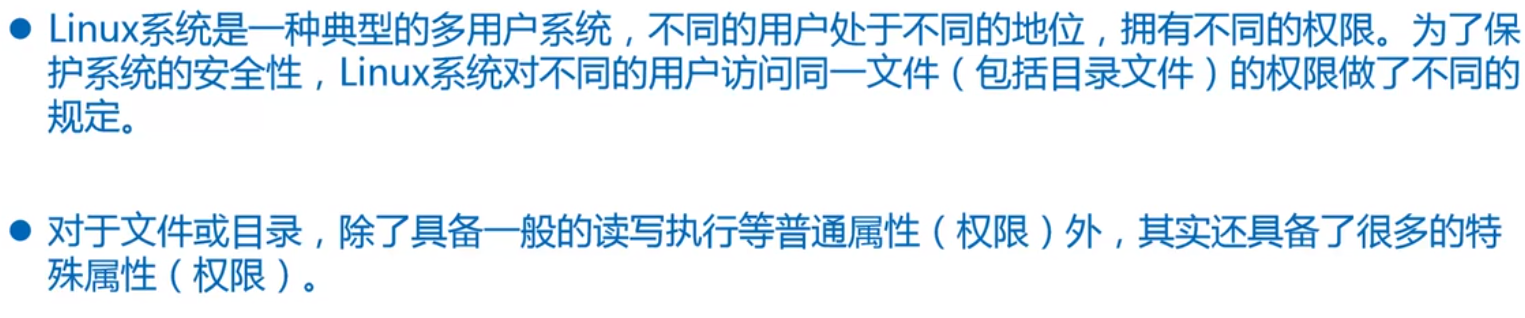 ● Linux系统是一种典型的多用户系统，不同的用户处于不同的地位，拥有不同的权限。为了保
护系统的安全性，Linux系统对不同的用户访问同一文件（包括目录文件）的权限做了不同的
规定。
● 对于文件或目录，除了具备一般的读写执行等普通属性（权限）外，其实还具备了很多的特
殊属性（权限）。